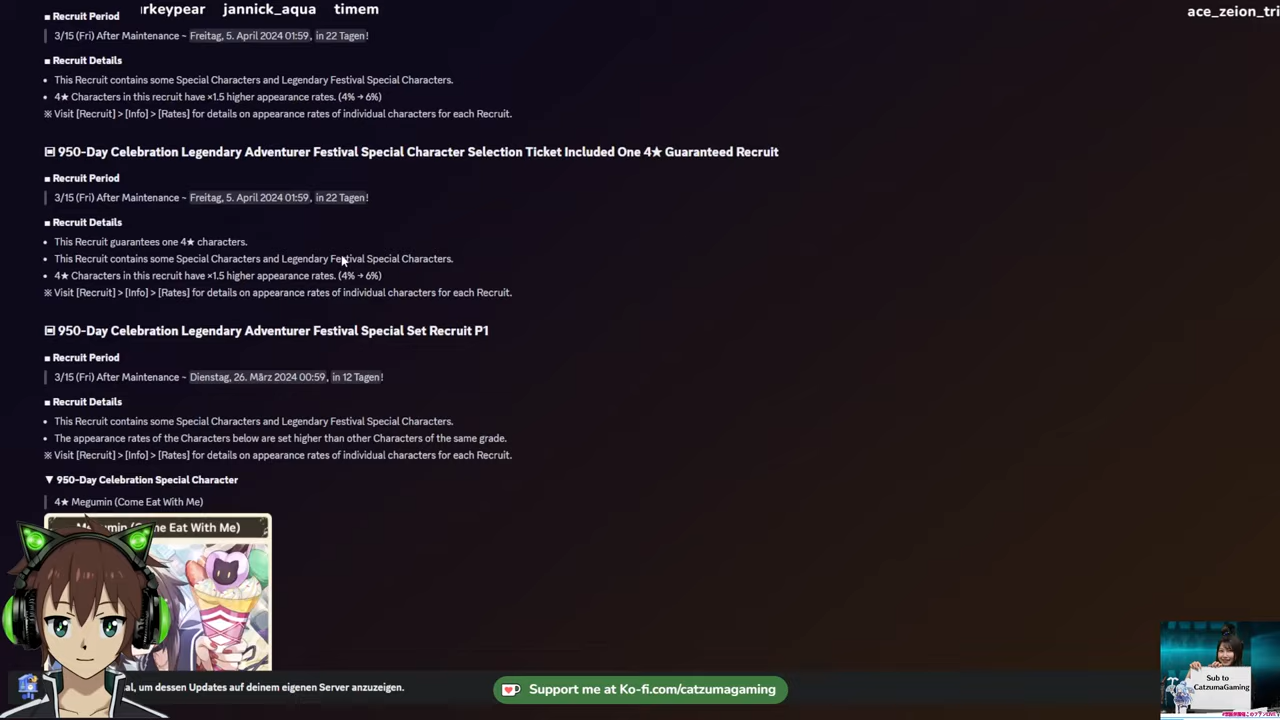 urkeypear jannick_aqua timem
ace_zeion_tri
■ Recruit Period
3/15 (Fri) After Maintenance ~ Freitag, 5. April 2024 01:59, in 22 Tagen!
■ Recruit Details
• This Recruit contains some Special Characters and Legendary Festival Special Characters.
• 4★ Characters in this recruit have ×1.5 higher appearance rates. (4% → 6%)
※ Visit [Recruit] > [Info] > [Rates] for details on appearance rates of individual characters for each Recruit.
950-Day Celebration Legendary Adventurer Festival Special Character Selection Ticket Included One 4★ Guaranteed Recruit
■ Recruit Period
3/15 (Fri) After Maintenance ~ Freitag, 5. April 2024 01:59, in 22 Tagen!
■ Recruit Details
• This Recruit guarantees one 4★ characters.
• This Recruit contains some Special Characters and Legendary Festival Special Characters.
• 4★ Characters in this recruit have ×1.5 higher appearance rates. (4% → 6%)
※ Visit [Recruit] > [Info] > [Rates] for details on appearance rates of individual characters for each Recruit.
950-Day Celebration Legendary Adventurer Festival Special Set Recruit P1
■ Recruit Period
3/15 (Fri) After Maintenance ~ Dienstag, 26. März 2024 00:59, in 12 Tagen!
■ Recruit Details
• This Recruit contains some Special Characters and Legendary Festival Special Characters.
• The appearance rates of the Characters below are set higher than other Characters of the same grade.
※ Visit [Recruit] > [Info] > [Rates] for details on appearance rates of individual characters for each Recruit.
▼ 950-Day Celebration Special Character
4★ Megumin (Come Eat With Me)
Eat With Me)
al, um dessen Updates auf deinem eigenen Server anzuzeigen.
Support me at Ko-fi.com/catzumagaming
Sub to
CatzumaGaming